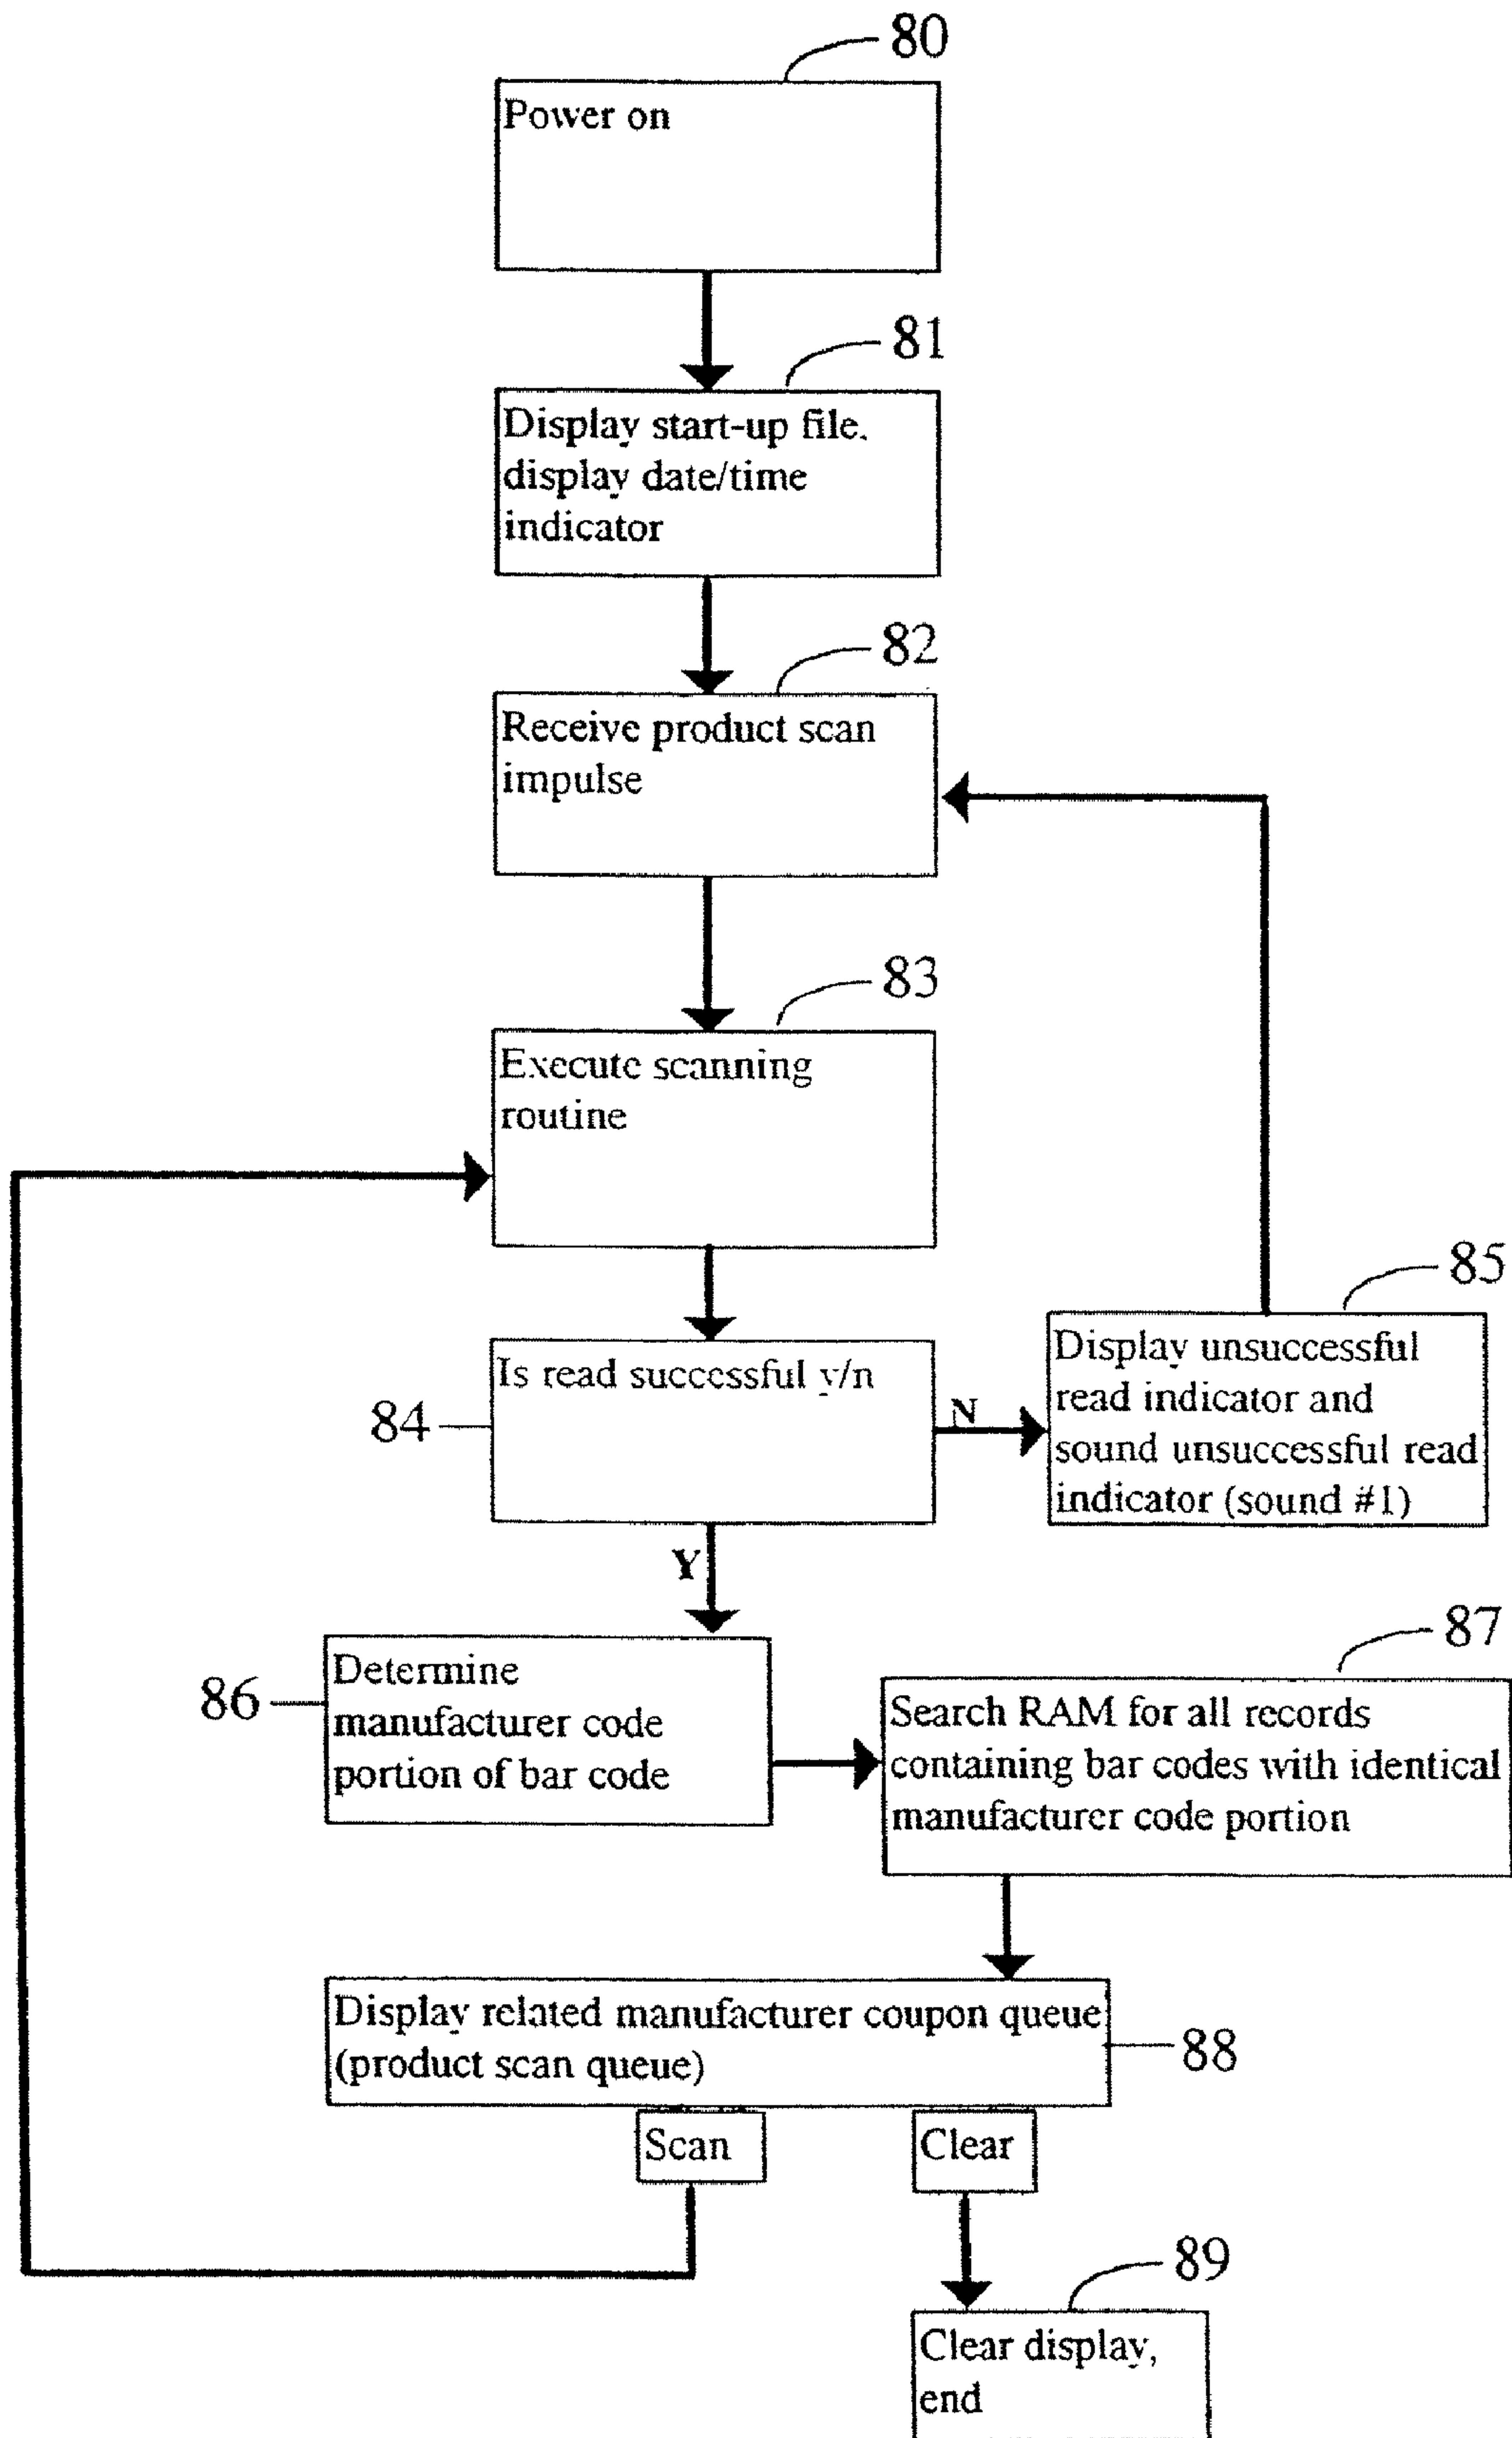 80
Power on
81
Display start-up file,
display date/time
indicator
82
Receive product scan
impulse
83
Execute scanning
routine
84
Is read successful y/n
N
85
Display unsuccessful
read indicator and
sound unsuccessful read
indicator (sound #1)
Y
86
Determine
manufacturer code
portion of bar code
87
Search RAM for all records
containing bar codes with identical
manufacturer code portion
Display related manufacturer coupon queue
(product scan queue)
88
Scan
Clear
89
Clear display,
end